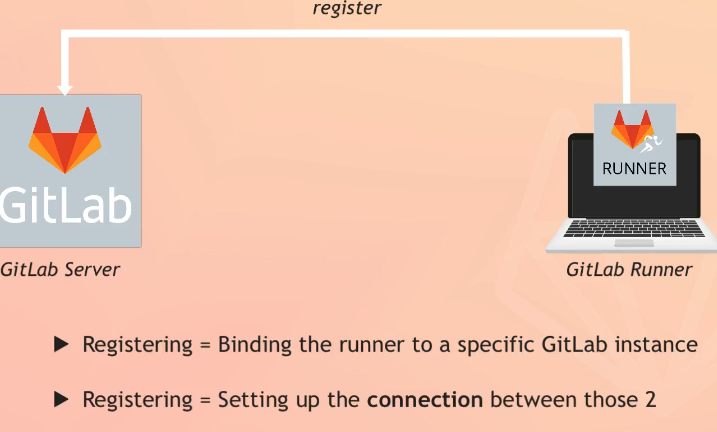 register
GitLab
RUNNER
GitLab Server
GitLab Runner
▶ Registering = Binding the runner to a specific GitLab instance
▶ Registering = Setting up the connection between those 2